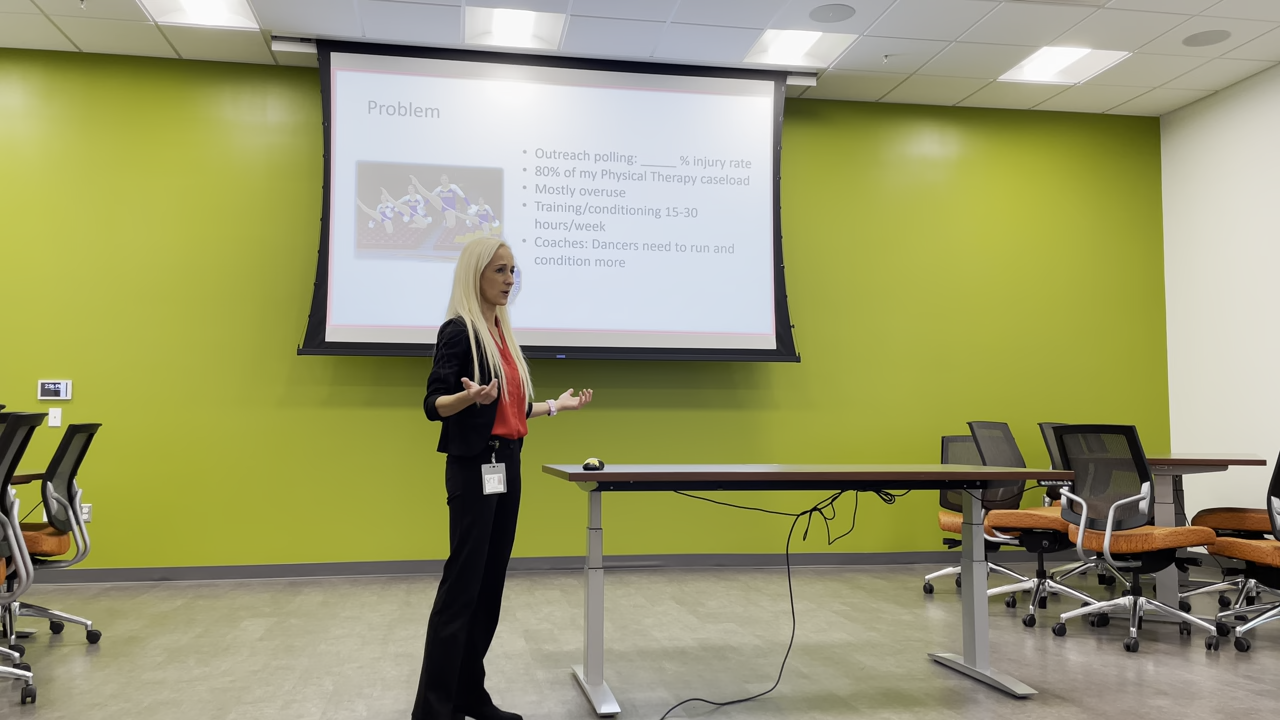 Problem
• Outreach polling: _____ % injury rate
• 80% of my Physical Therapy caseload
• Mostly overuse
• Training/conditioning 15-30
hours/week
• Coaches: Dancers need to run and
condition more